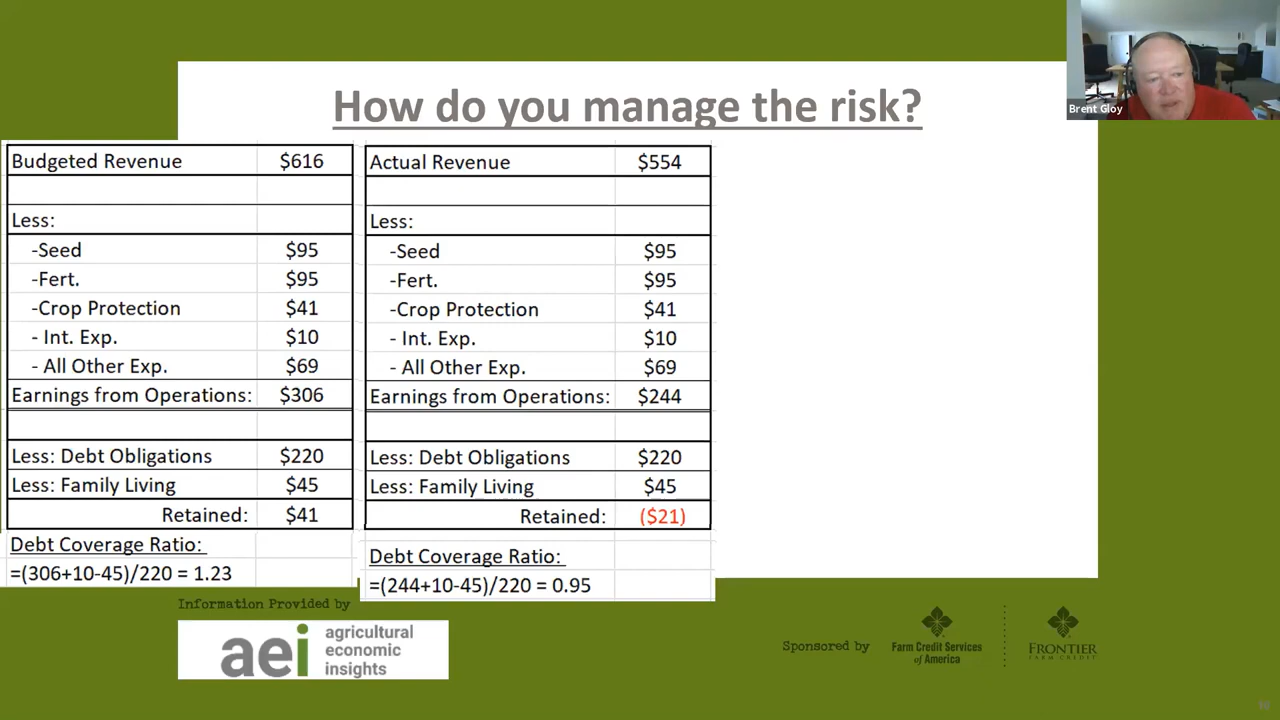 How do you manage the risk?
Brent Gloy
Budgeted Revenue $616
Less:
-Seed $95
-Fert. $95
-Crop Protection $41
- Int. Exp. $10
- All Other Exp. $69
Earnings from Operations: $306
Less: Debt Obligations $220
Less: Family Living $45
Retained: $41
Debt Coverage Ratio:
=(306+10-45)/220 = 1.23
Actual Revenue $554
Less:
-Seed $95
-Fert. $95
-Crop Protection $41
- Int. Exp. $10
- All Other Exp. $69
Earnings from Operations: $244
Less: Debt Obligations $220
Less: Family Living $45
Retained: ($21)
Debt Coverage Ratio:
=(244+10-45)/220 = 0.95
Information Provided by
aei agricultural
economic
insights
Sponsored by
Farm Credit Services
of America
FRONTIER
FARM CREDIT